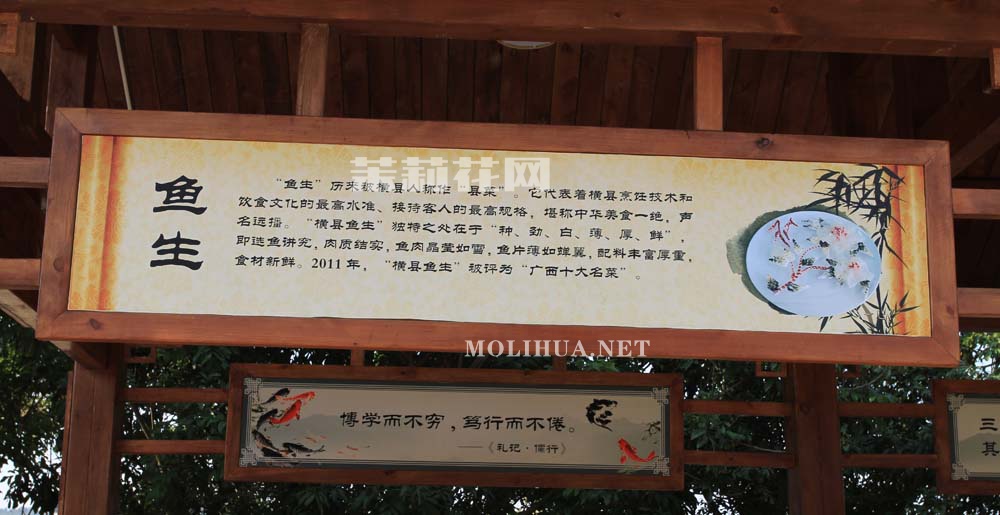 茉莉花网
鱼生
“鱼生”历来被横县人称作“县菜”。它代表着横县烹饪技术和
饮食文化的最高水准、接待客人的最高规格，堪称中华美食一绝，声
名远播。“横县鱼生”独特之处在于“种、劲、白、薄、厚、鲜”，
即选鱼讲究，肉质结实，鱼肉晶莹如雪，鱼片薄如蝉翼，配料丰富厚重，
食材新鲜。2011年，“横县鱼生”被评为“广西十大名菜”。
MOLIHUA.NET
博学而不穷，笃行而不倦。
——《礼记·儒行》
三
其